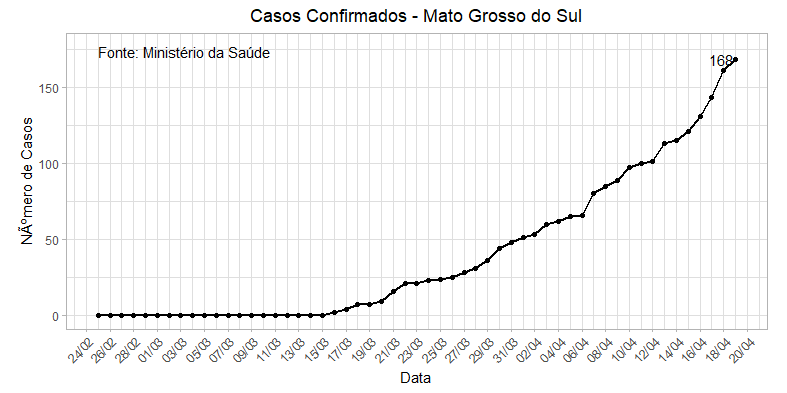 Casos Confirmados - Mato Grosso do Sul
Fonte: Ministério da Saúde
168
150
100
50
0
NÃºmero de Casos
24/02 26/02 28/02 01/03 03/03 05/03 07/03 09/03 11/03 13/03 15/03 17/03 19/03 21/03 23/03 25/03 27/03 29/03 31/03 02/04 04/04 06/04 08/04 10/04 12/04 14/04 16/04 18/04 20/04
Data